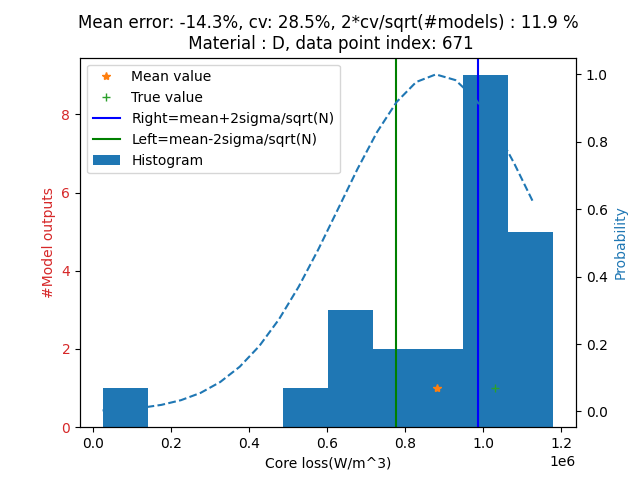 Mean error: -14.3%, cv: 28.5%, 2*cv/sqrt(#models) : 11.9 %
Material : D, data point index: 671
Mean value
True value
Right=mean+2sigma/sqrt(N)
Left=mean-2sigma/sqrt(N)
Histogram
#Model outputs
8
6
4
2
0
Probability
1.0
0.8
0.6
0.4
0.2
0.0
0.0 0.2 0.4 0.6 0.8 1.0 1.2
1e6
Core loss(W/m^3)